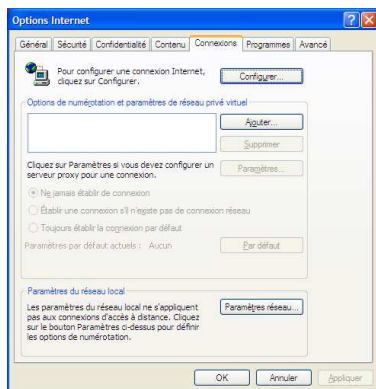 Options Internet
Général Sécurité Confidentialité Contenu Connexions Programmes Avancé
Pour configurer une connexion Internet, cliquez sur Configurer.
Configurer...
Options de numérotation et paramètres de réseau privé virtuel
Ajouter...
Supprimer
Cliquez sur Paramètres si vous devez configurer un
serveur proxy pour une connexion.
Paramètres...
Ne jamais établir de connexion
Établir une connexion s'il n'existe pas de connexion réseau
Toujours établir la connexion par défaut
Paramètres par défaut actuels : Aucun
Par défaut
Paramètres du réseau local
Les paramètres du réseau local ne s'appliquent
pas aux connexions d'accès à distance. Cliquez
sur le bouton Paramètres ci-dessus pour définir
les options de numérotation.
Paramètres réseau...
OK Annuler Appliquer